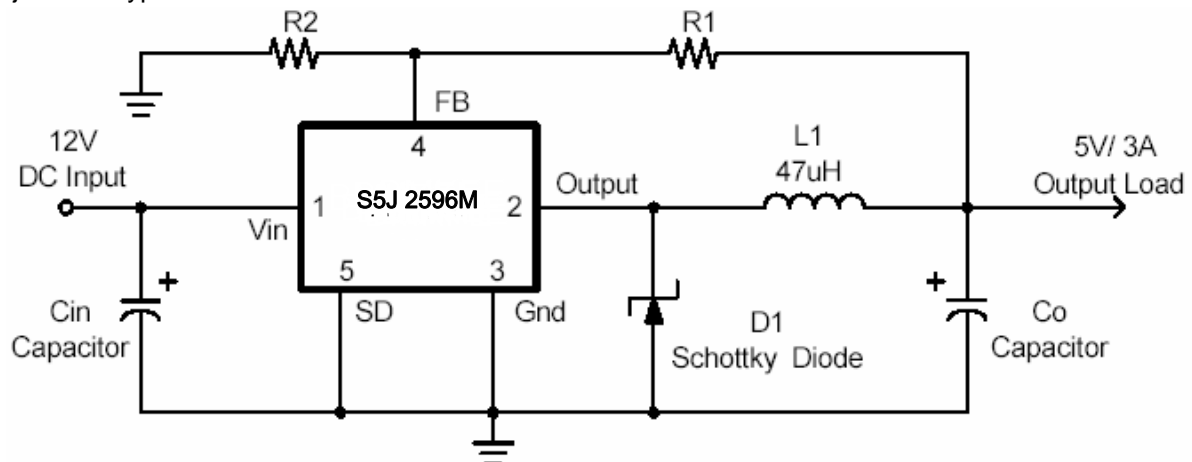 R2
R1
FB
12V
DC Input
4
L1
47uH
5V/ 3A
Output Load
S5J 2596M
Output
1
2
Vin
5
3
SD
Gnd
Cin
Capacitor
D1
Schottky Diode
Co
Capacitor
+
+